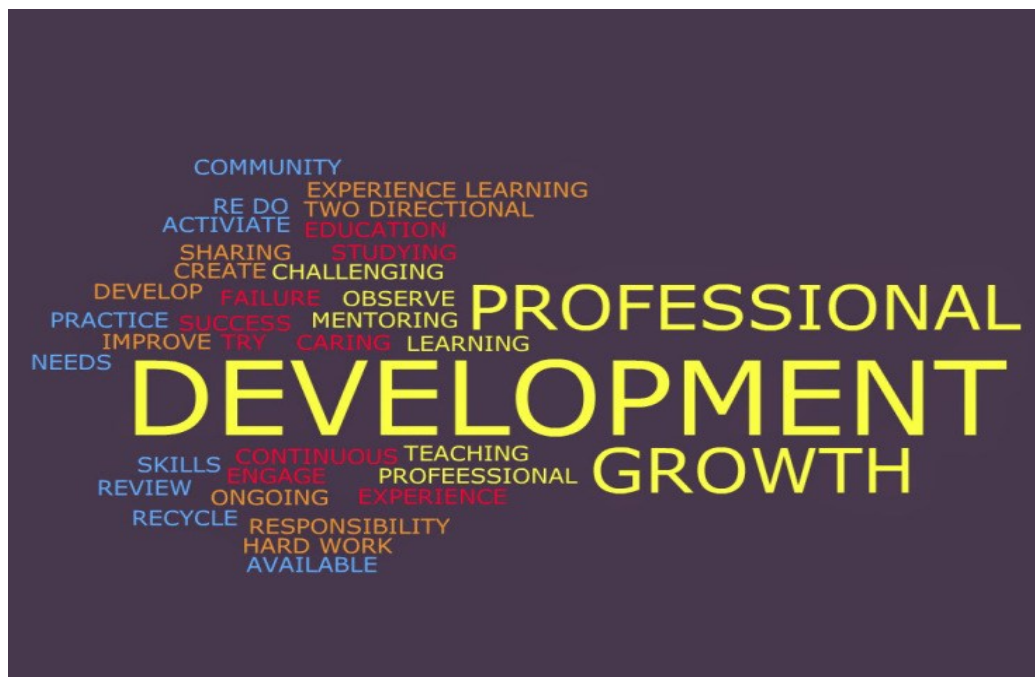 COMMUNITY
EXPERIENCE LEARNING
RE DO TWO DIRECTIONAL
ACTIVIATE EDUCATION
SHARING STUDYING
CREATE CHALLENGING
DEVELOP FAILURE OBSERVE PROFESSIONAL
PRACTICE SUCCESS MENTORING
IMPROVE TRY CARING LEARNING
NEEDS
DEVELOPMENT
SKILLS CONTINUOUS TEACHING GROWTH
REVIEW ENGAGE PROFEESSIONAL
ONGOING EXPERIENCE
RECYCLE RESPONSIBILITY
HARD WORK
AVAILABLE